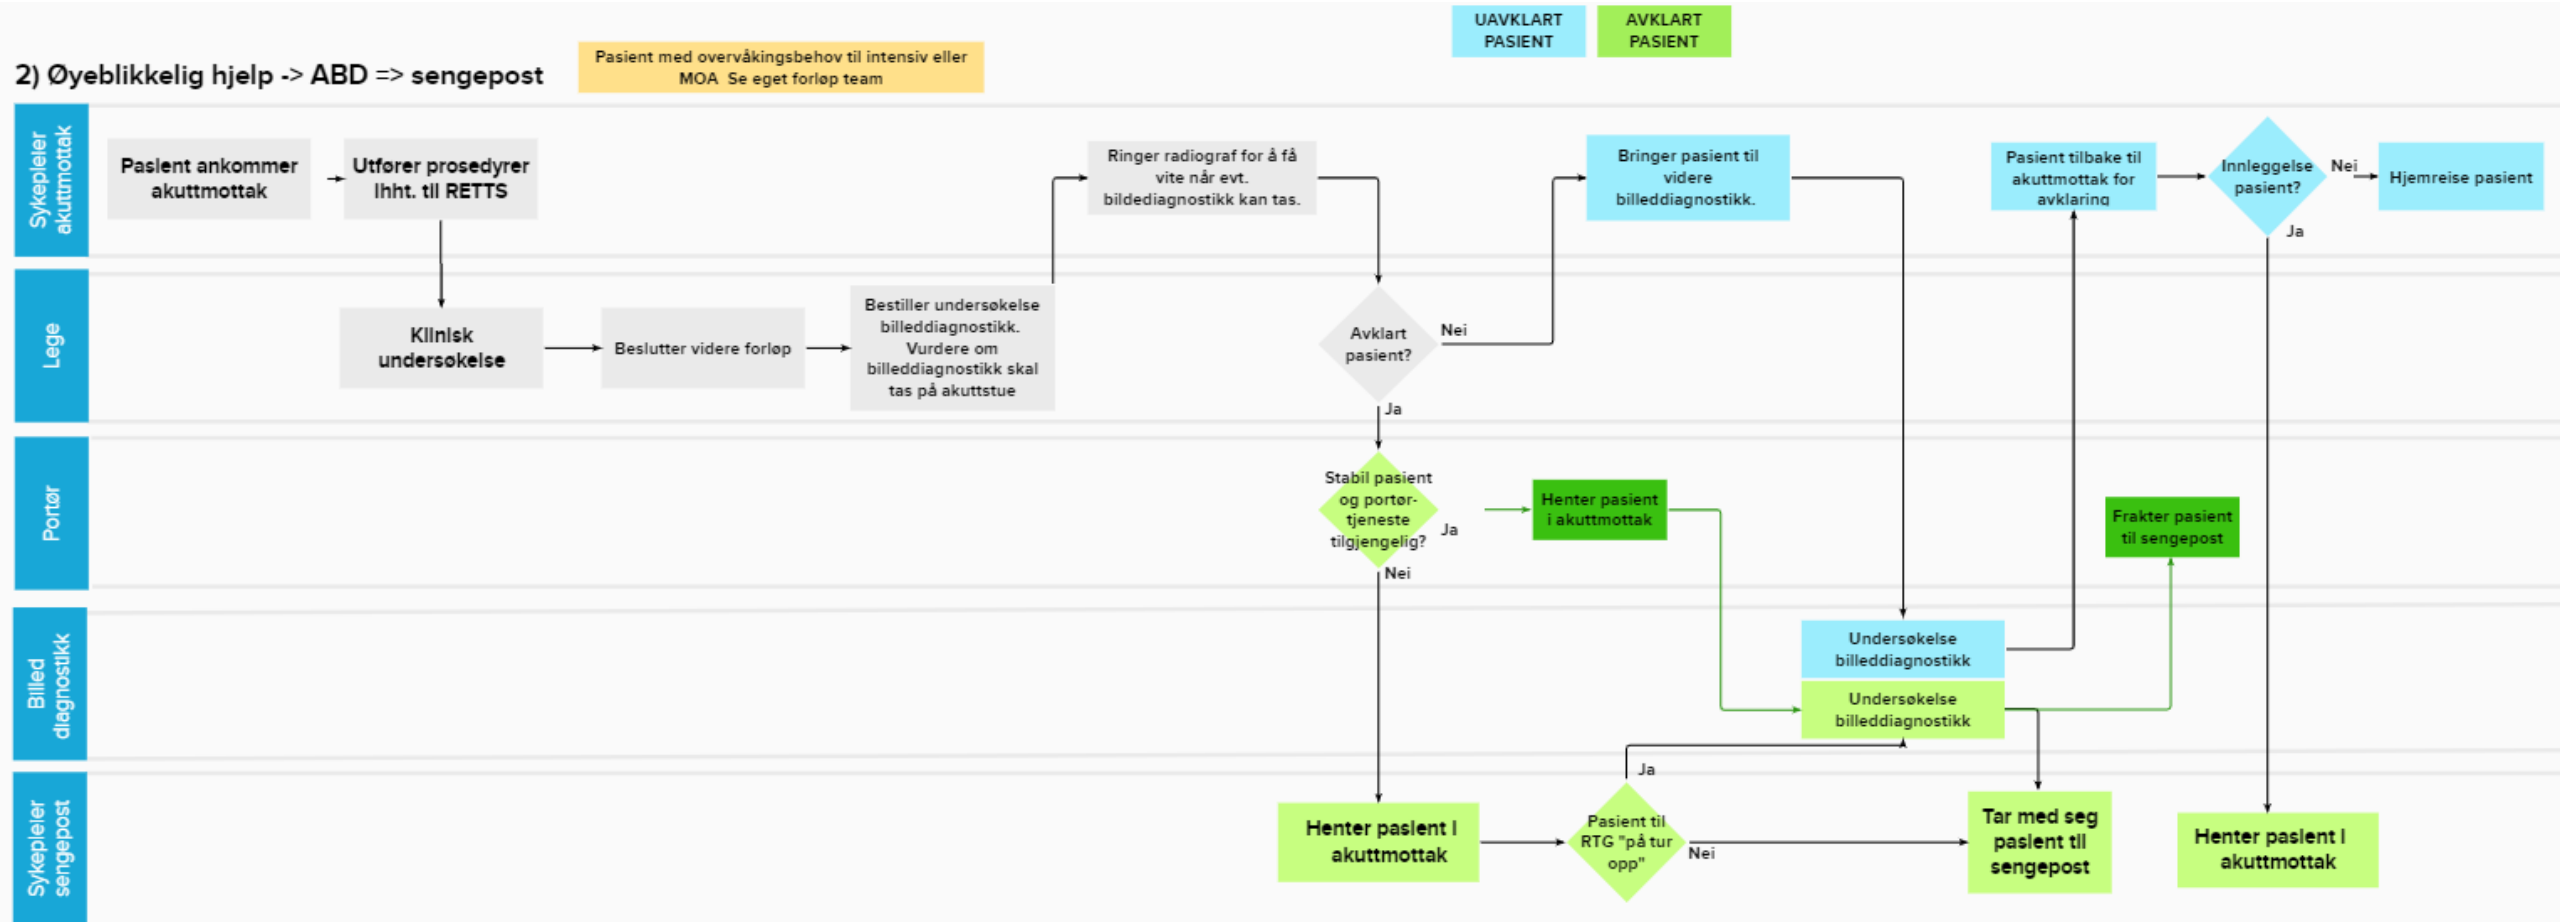 UAVKLART
PASIENT
AVKLART
PASIENT
2) Øyeblikkelig hjelp -> ABD => sengepost
Pasient med overvåkingsbehov til intensiv eller
MOA Se eget forløp team
Sykepleier
akuttmottak
Pasient ankommer
akuttmottak
Utfører prosedyrer
ihht. til RETTS
Ringer radiograf for å få
vite når evt.
bildediagnostikk kan tas.
Bringer pasient til
videre
billeddiagnostikk.
Pasient tilbake til
akuttmottak for
avklaring
Innleggelse
pasient?
Nei
Hjemreise pasient
Ja
Lege
Klinisk
undersøkelse
Beslutter videre forløp
Bestiller undersøkelse
billeddiagnostikk.
Vurdere om
billeddiagnostikk skal
tas på akuttstue
Avklart
pasient?
Nei
Ja
Portør
Stabil pasient
og portør-
tjeneste
tilgjengelig?
Ja
Nei
Henter pasient
i akuttmottak
Frakter pasient
til sengepost
Billed
diagnostikk
Undersøkelse
billeddiagnostikk
Undersøkelse
billeddiagnostikk
Sykepleier
sengepost
Henter pasient i
akuttmottak
Ja
Pasient til
RTG "på tur
opp"
Nei
Tar med seg
pasient til
sengepost
Henter pasient i
akuttmottak